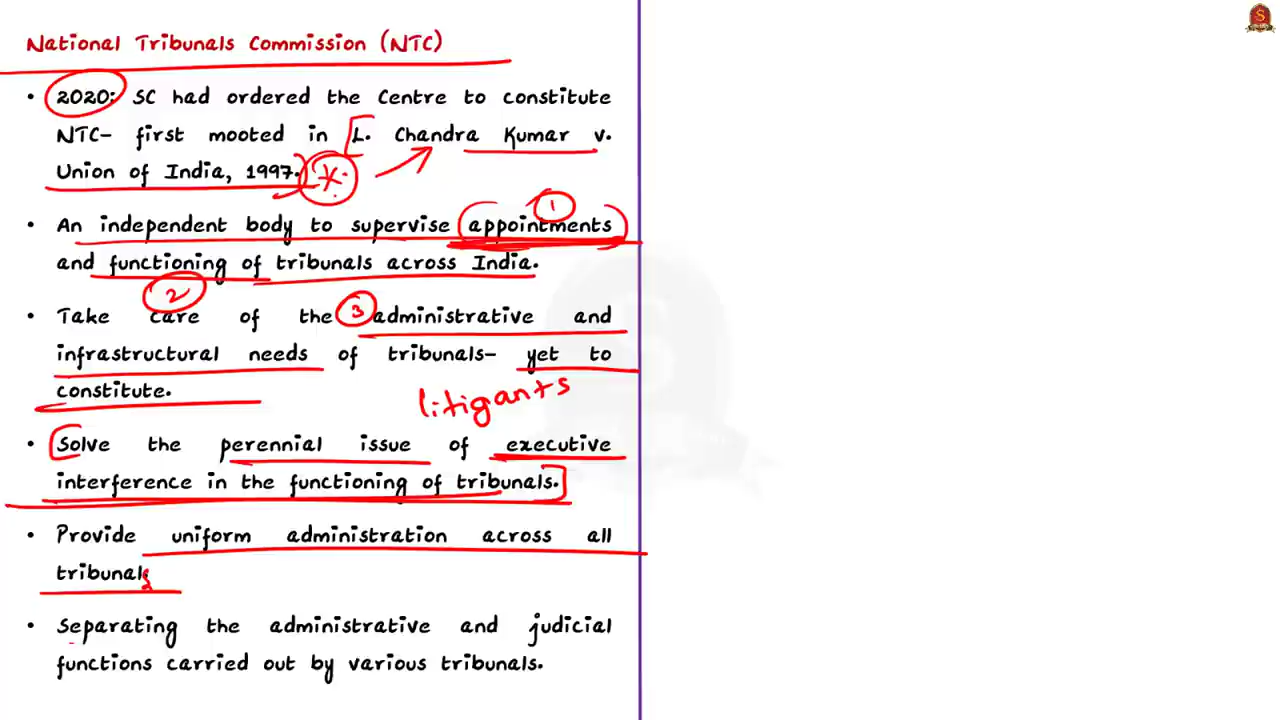 National Tribunals Commission (NTC)
• 2020: SC had ordered the Centre to constitute
NTC- first mooted in L. Chandra Kumar v.
Union of India, 1997.
1
• An independent body to supervise appointments
and functioning of tribunals across India.
2
3
• Take care of the administrative and
infrastructural needs of tribunals- yet to
constitute.
litigants
• Solve the perennial issue of executive
interference in the functioning of tribunals.
• Provide uniform administration across all
tribunals
• Separating the administrative and judicial
functions carried out by various tribunals.